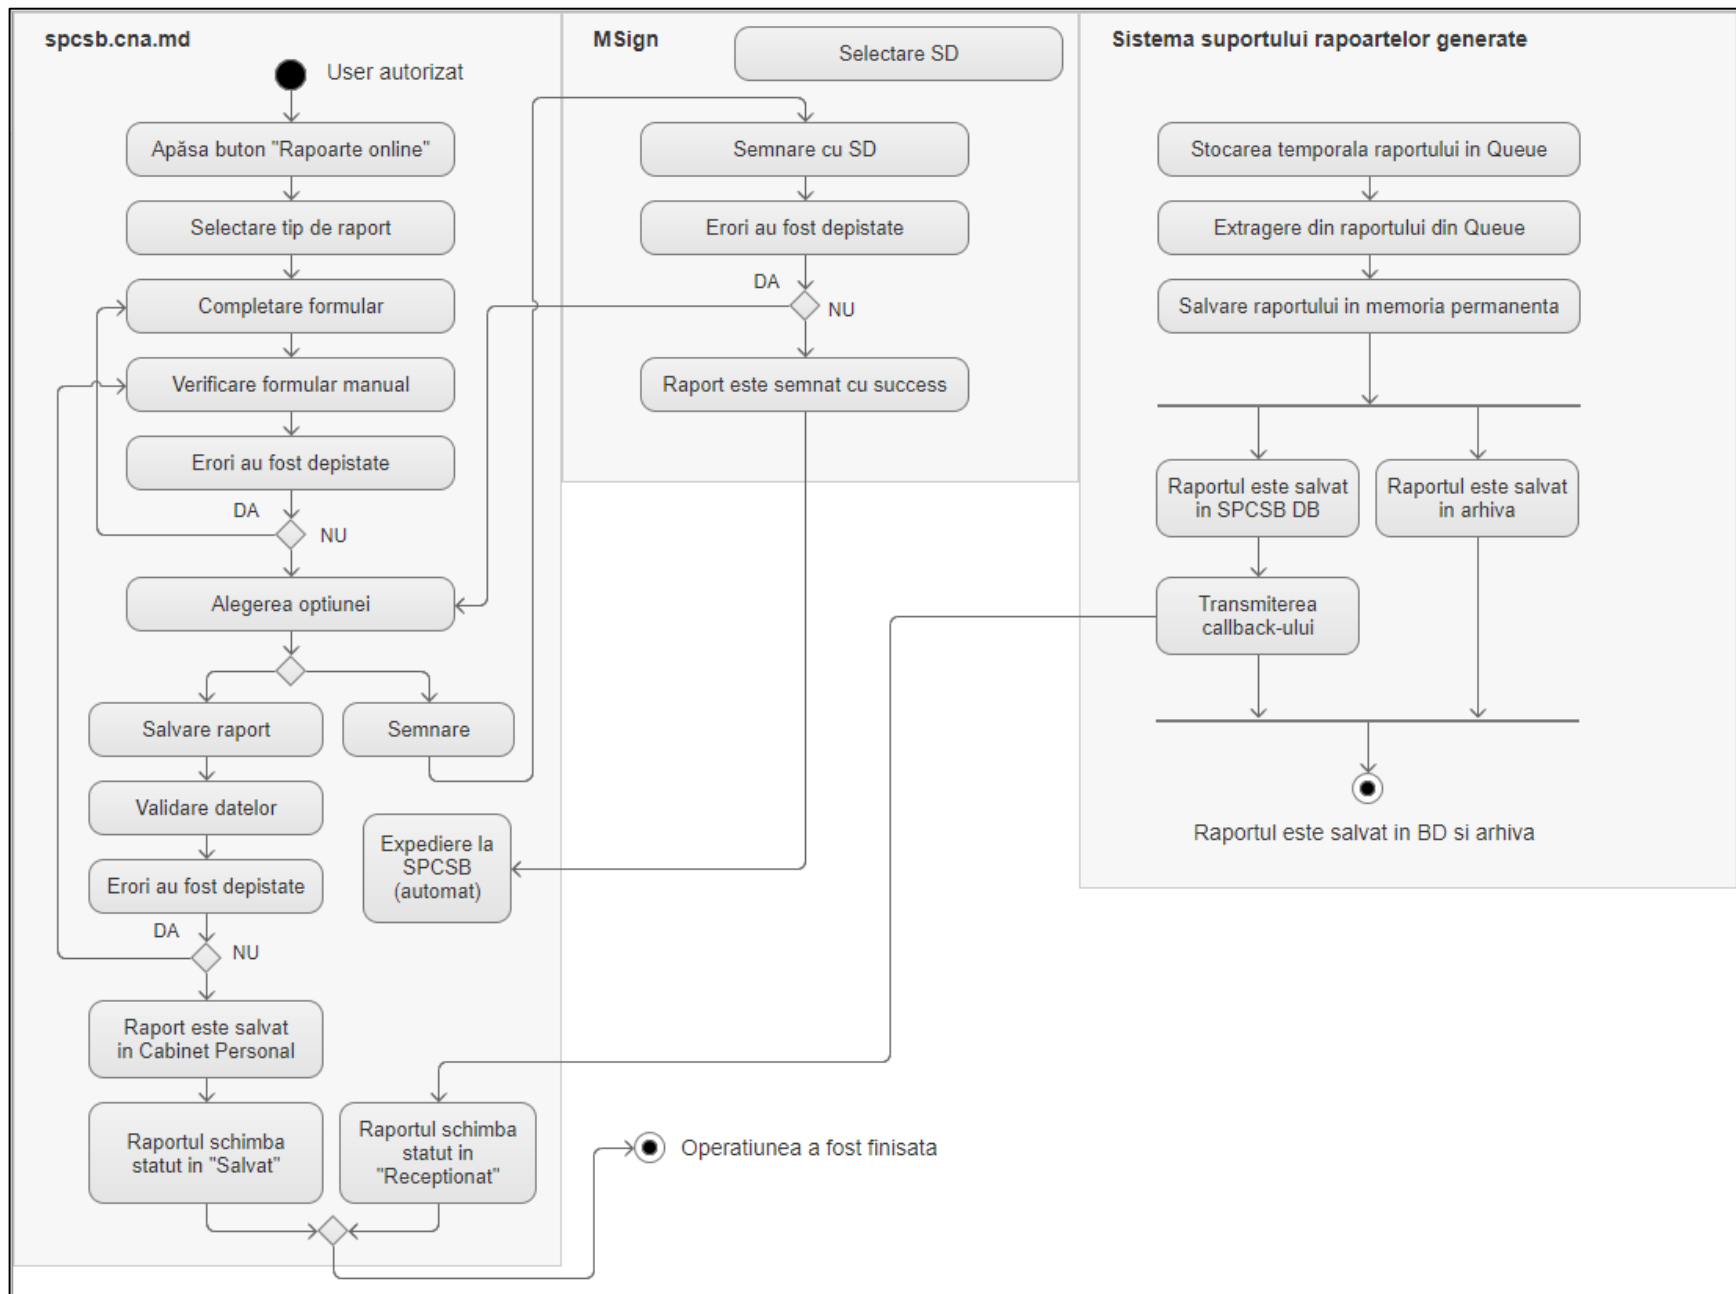 spcsb.cna.md
User autorizat
Apăsa buton "Rapoarte online"
Selectare tip de raport
Completare formular
Verificare formular manual
Erori au fost depistate
DA
NU
Alegerea optiunei
Salvare raport
Semnare
Validare datelor
Erori au fost depistate
DA
NU
Expediere la
SPCSB
(automat)
Raport este salvat
in Cabinet Personal
Raportul schimba
statut in "Salvat"
Raportul schimba
statut in
"Receptionat"
Operatiunea a fost finisata
MSign
Selectare SD
Semnare cu SD
Erori au fost depistate
DA
NU
Raport este semnat cu success
Sistema suportului rapoartelor generate
Stocarea temporala raportului in Queue
Extragere din raportului din Queue
Salvare raportului in memoria permanenta
Raportul este salvat
in SPCSB DB
Raportul este salvat
in arhiva
Transmiterea
callback-ului
Raportul este salvat in BD si arhiva